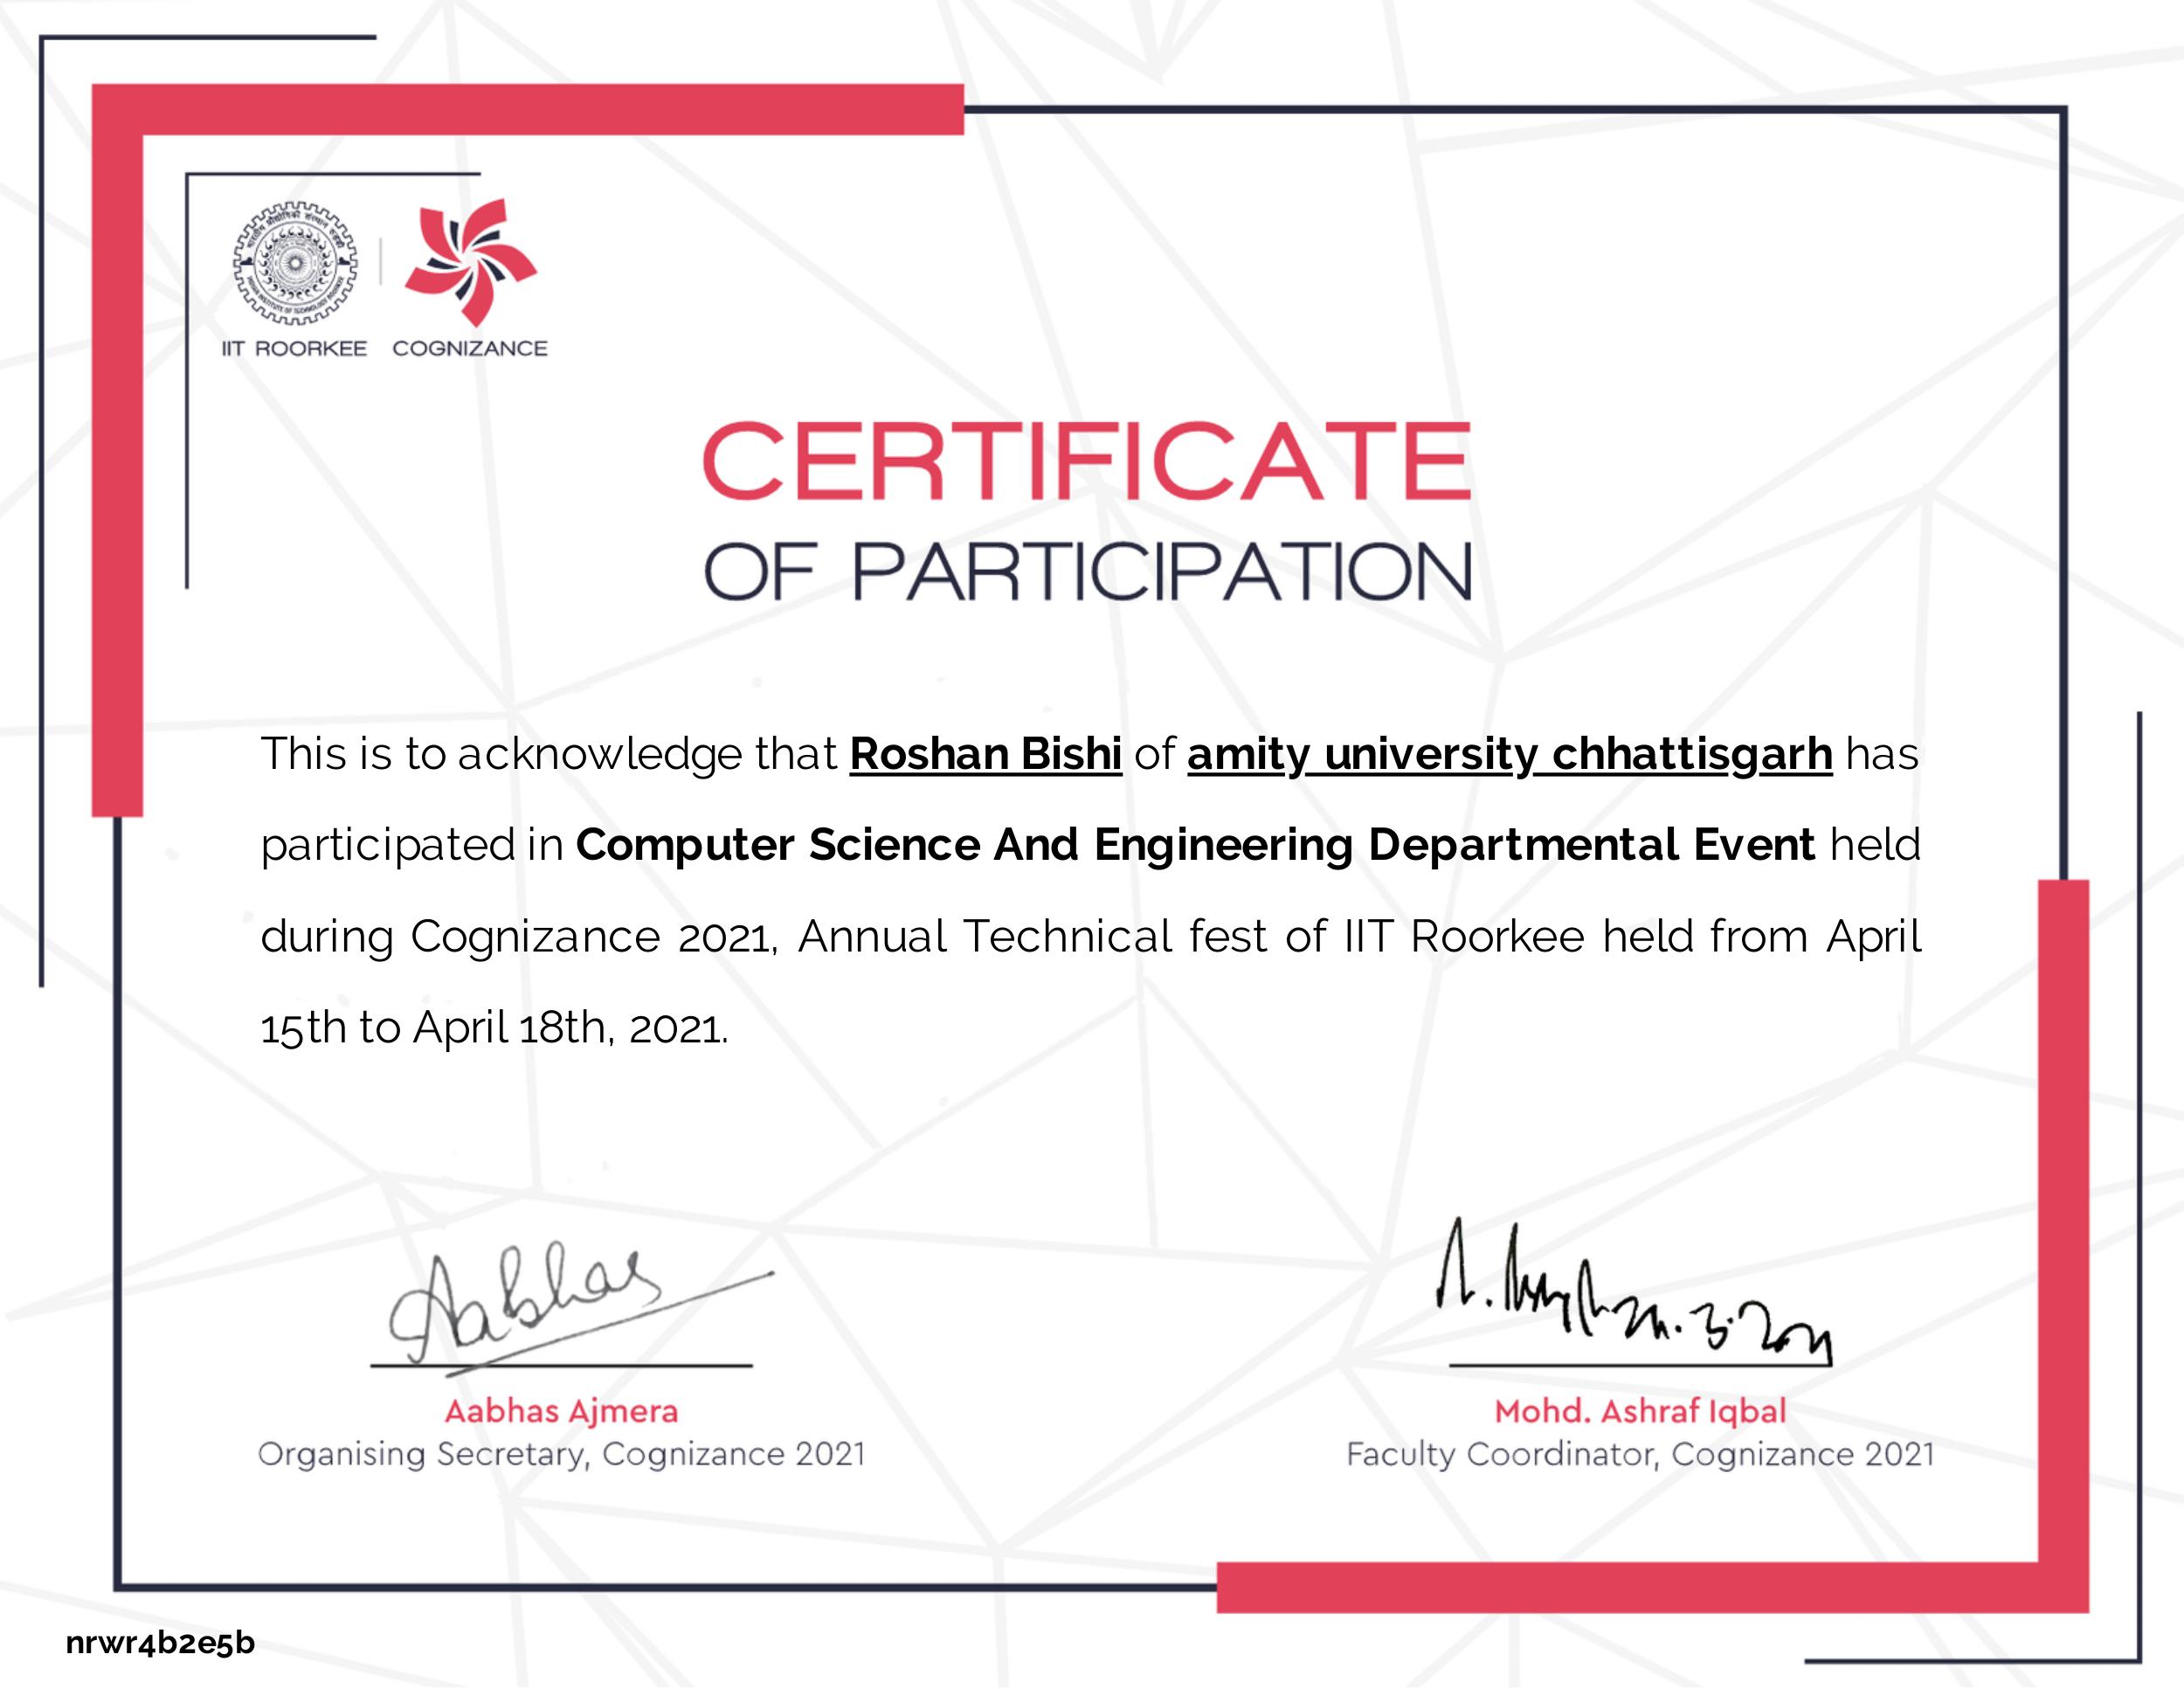 IIT ROORKEE COGNIZANCE
CERTIFICATE
OF PARTICIPATION
This is to acknowledge that Roshan Bishi of amity university chhattisgarh has
participated in Computer Science And Engineering Departmental Event held
during Cognizance 2021, Annual Technical fest of IIT Roorkee held from April
15th to April 18th, 2021.
Aabhas
Aabhas Ajmera
Organising Secretary, Cognizance 2021
Mohd. Ashraf Iqbal
Faculty Coordinator, Cognizance 2021
nrwr4b2e5b